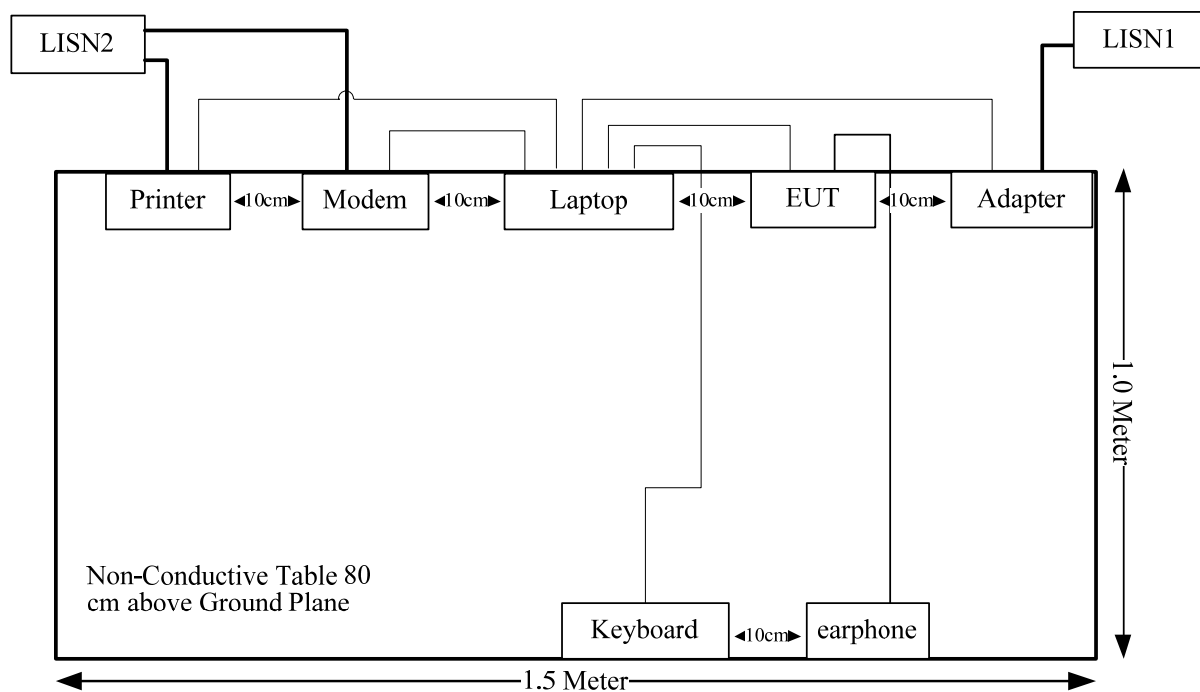 LISN2
LISN1
Printer
10cm
Modem
10cm
Laptop
10cm
EUT
10cm
Adapter
1.0 Meter
Non-Conductive Table 80
cm above Ground Plane
Keyboard
10cm
earphone
1.5 Meter